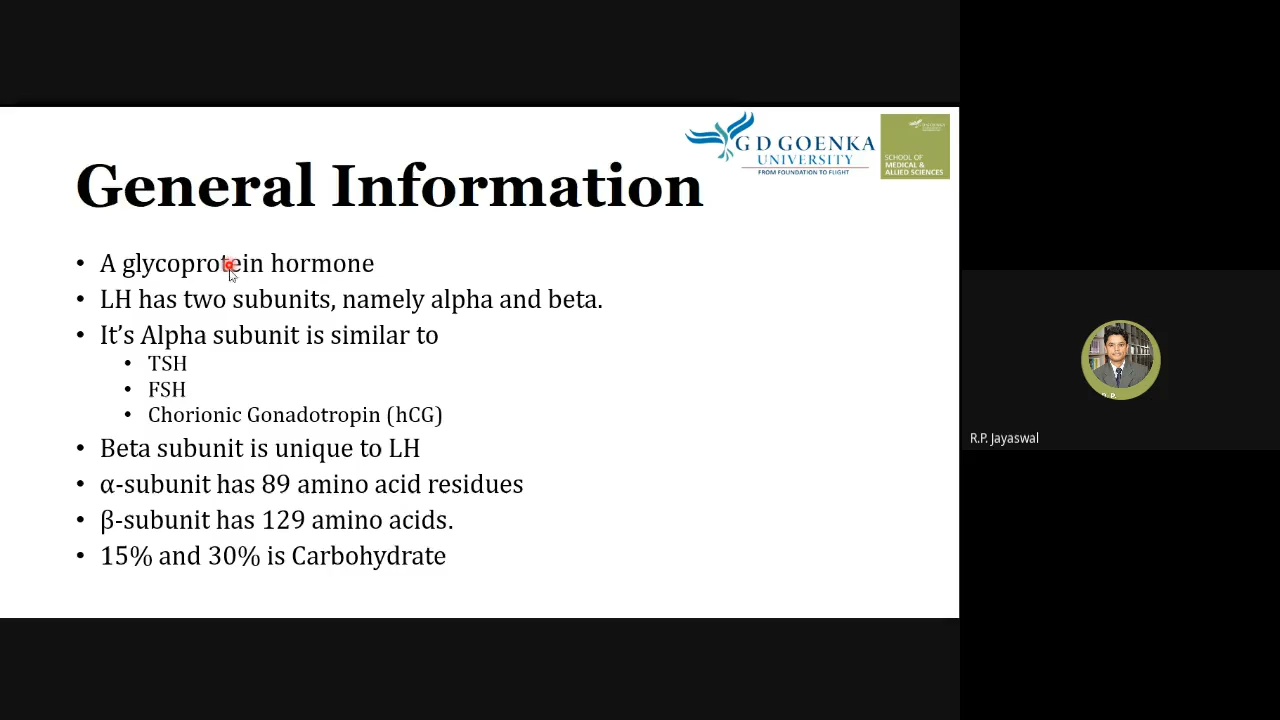 G D GOENKA
UNIVERSITY
FROM FOUNDATION TO FLIGHT
SCHOOL OF
MEDICAL &
ALLIED SCIENCES
General Information
• A glycoprotein hormone
• LH has two subunits, namely alpha and beta.
• It’s Alpha subunit is similar to
• TSH
• FSH
• Chorionic Gonadotropin (hCG)
• Beta subunit is unique to LH
• α-subunit has 89 amino acid residues
• β-subunit has 129 amino acids.
• 15% and 30% is Carbohydrate
R.P. Jayaswal